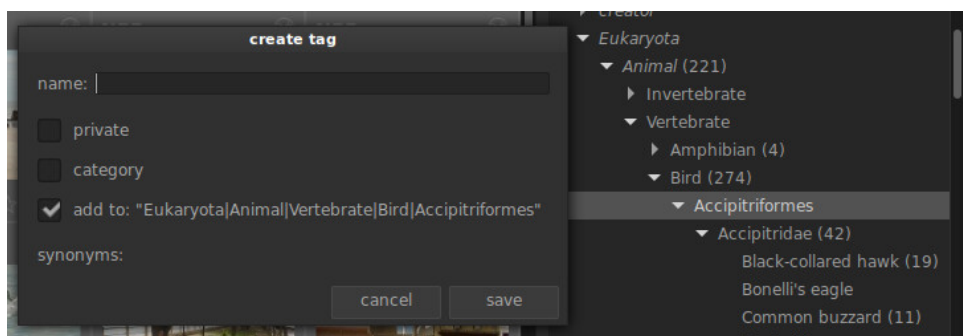 create tag
name:
private
category
add to: "Eukaryota|Animal|Vertebrate|Bird|Accipitriformes"
synonyms:
cancel
save
creator
Eukaryota
Animal (221)
Invertebrate
Vertebrate
Amphibian (4)
Bird (274)
Accipitriformes
Accipitridae (42)
Black-collared hawk (19)
Bonelli's eagle
Common buzzard (11)